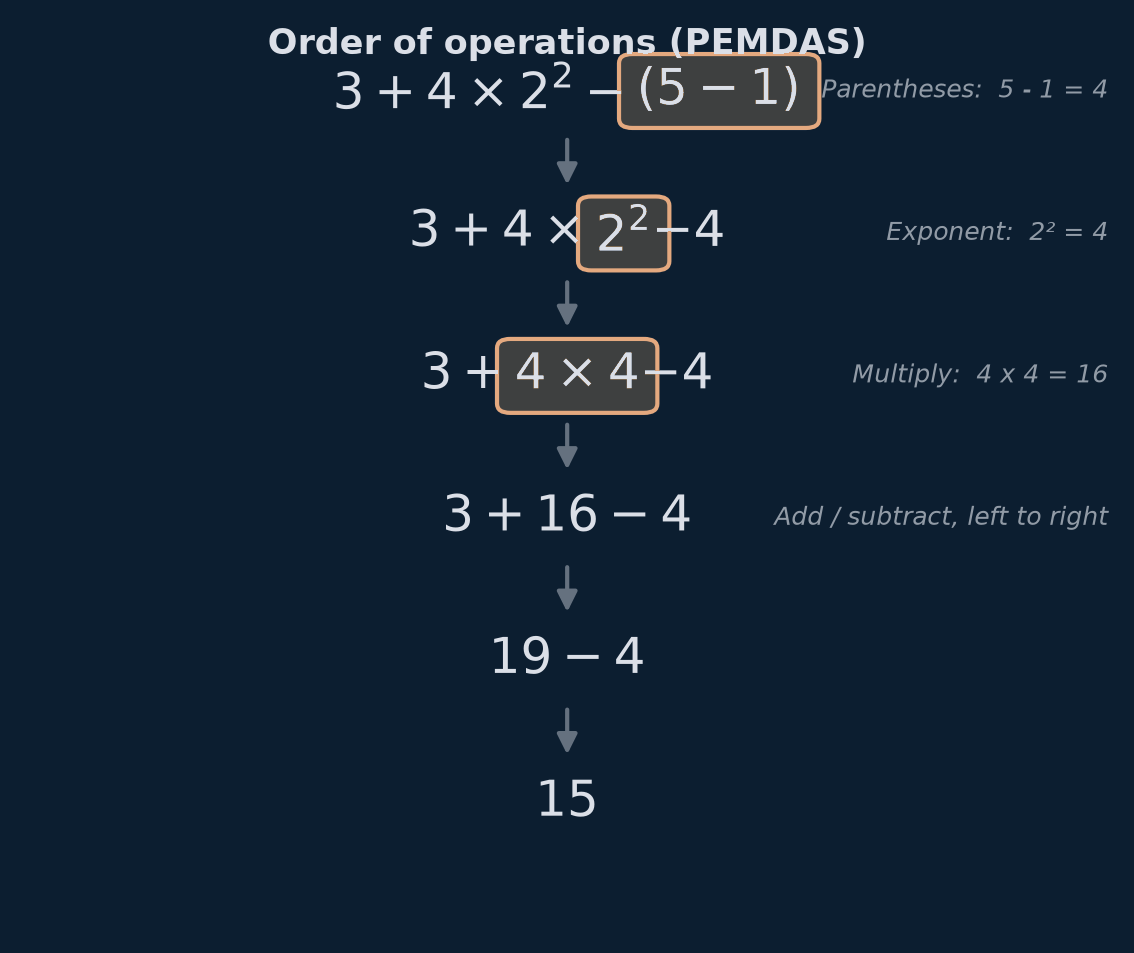 Order of operations (PEMDAS)
3 + 4 × 2² − (5 − 1) Parentheses: 5 - 1 = 4
3 + 4 × 2² − 4 Exponent: 2² = 4
3 + 4 × 4 − 4 Multiply: 4 x 4 = 16
3 + 16 − 4 Add / subtract, left to right
19 − 4
15